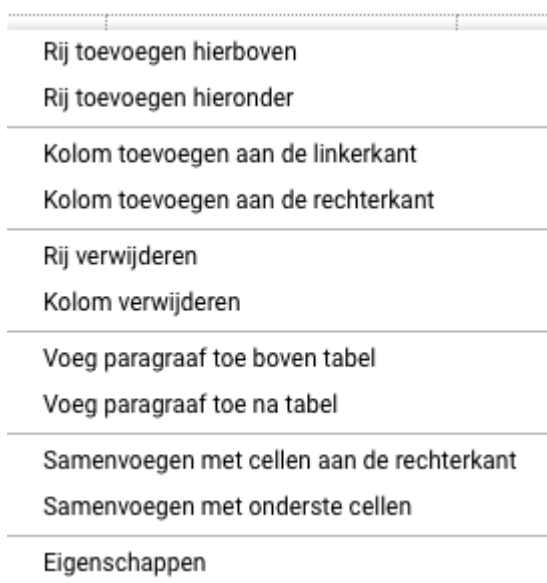 Rij toevoegen hierboven
Rij toevoegen hieronder
Kolom toevoegen aan de linkerkant
Kolom toevoegen aan de rechterkant
Rij verwijderen
Kolom verwijderen
Voeg paragraaf toe boven tabel
Voeg paragraaf toe na tabel
Samenvoegen met cellen aan de rechterkant
Samenvoegen met onderste cellen
Eigenschappen